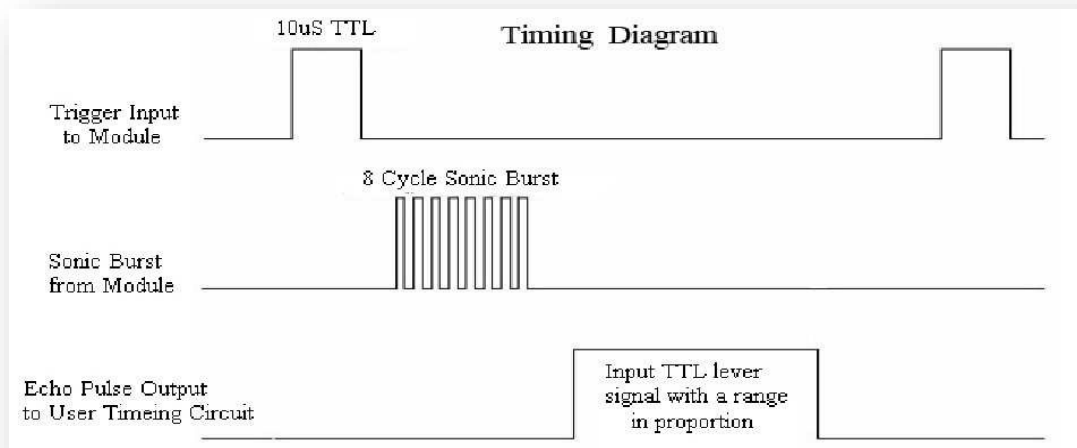 10uS TTL
Timing Diagram
Trigger Input
to Module
8 Cycle Sonic Burst
Sonic Burst
from Module
Echo Pulse Output
to User Timeing Circuit
Input TTL lever
signal with a range
in proportion